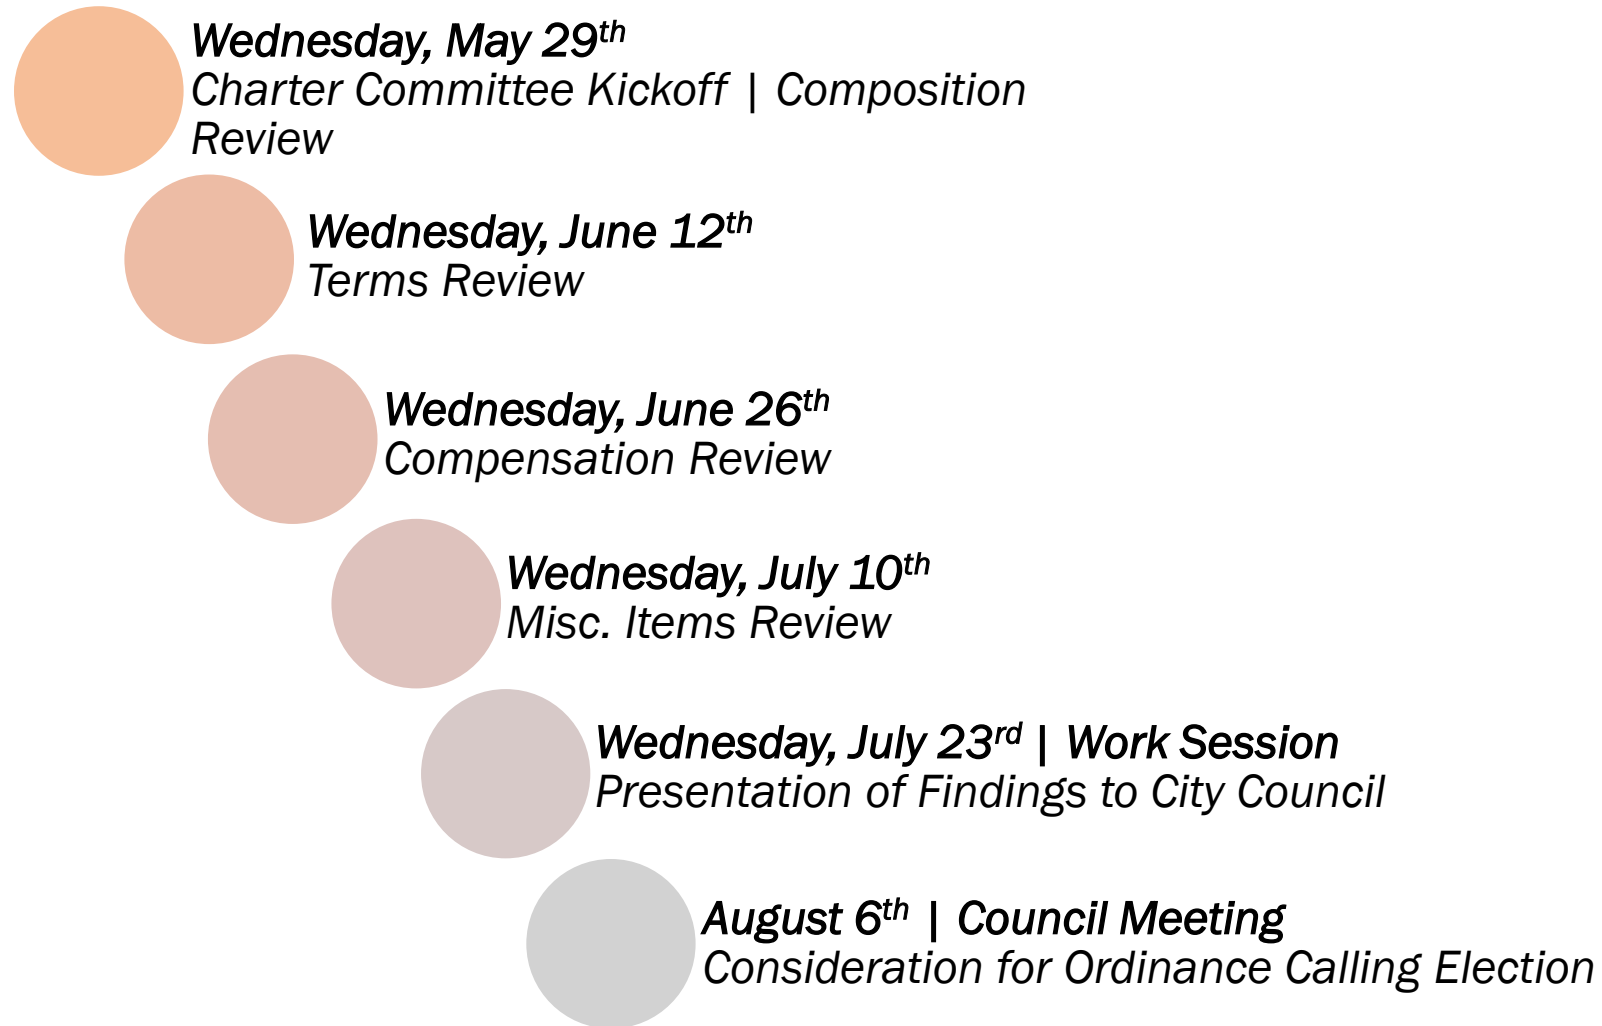 Wednesday, May 29th
Charter Committee Kickoff | Composition
Review
Wednesday, June 12th
Terms Review
Wednesday, June 26th
Compensation Review
Wednesday, July 10th
Misc. Items Review
Wednesday, July 23rd | Work Session
Presentation of Findings to City Council
August 6th | Council Meeting
Consideration for Ordinance Calling Election